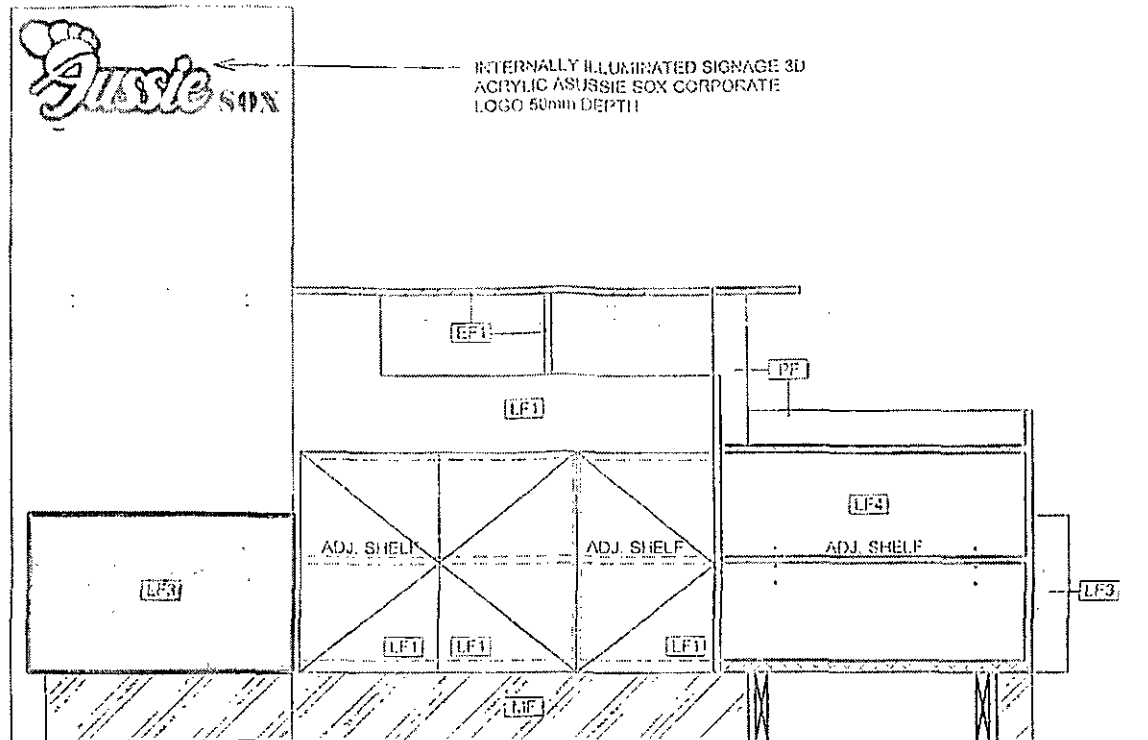 Aussie SOX
INTERNALLY ILLUMINATED SIGNAGE 3D
ACRYLIC ASUSSIE SOX CORPORATE
LOGO 50mm DEPTH
EF1
PF
LF1
LF4
ADJ. SHELF
ADJ. SHELF
ADJ. SHELF
LF3
LF3
LF1
LF1
LF1
MF